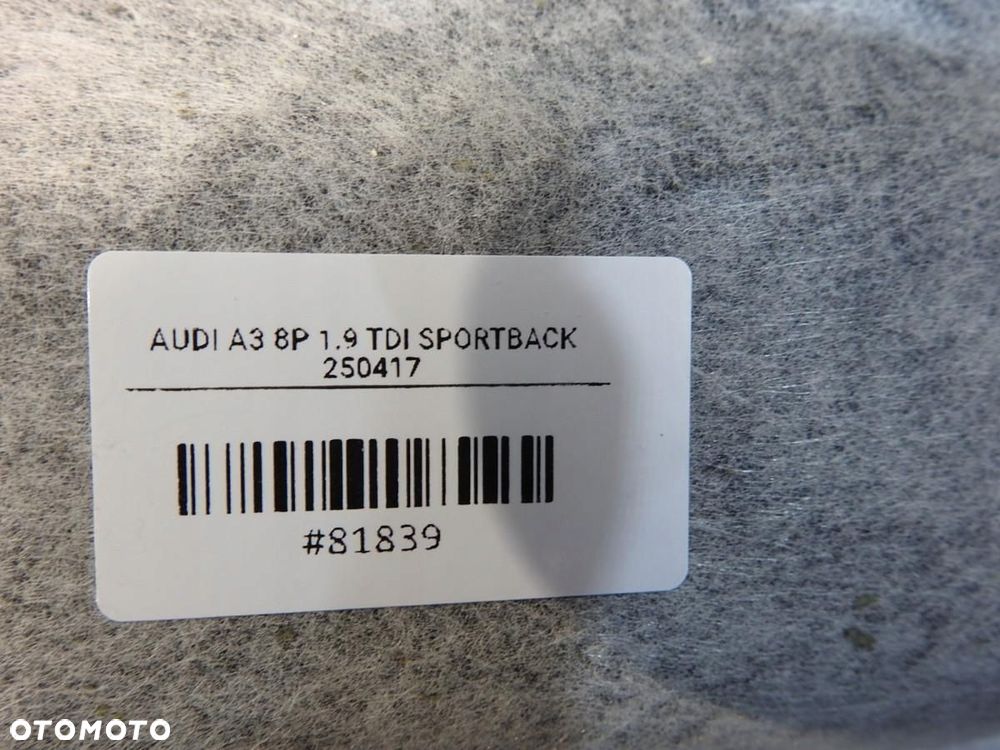 AUDI A3 8P 1.9 TDI SPORTBACK
250417
#81839
OTOMOTO